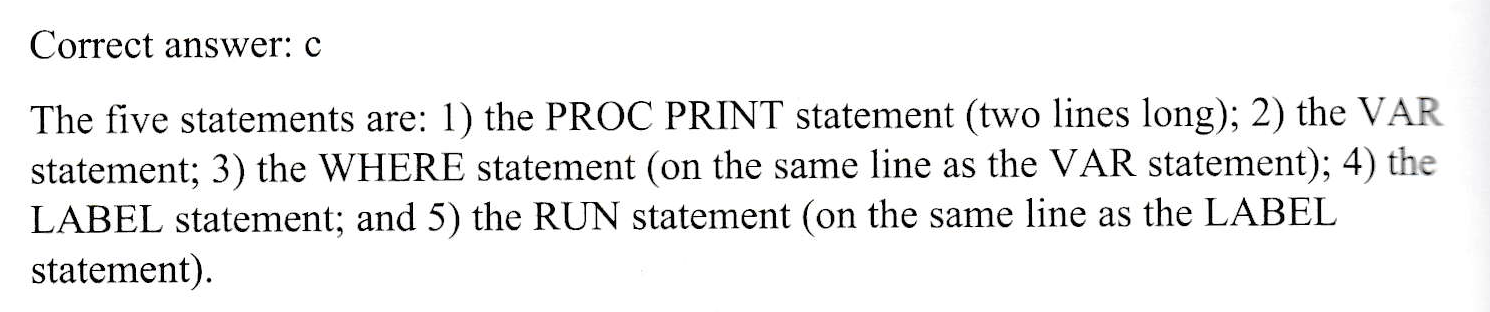 Correct answer: c
The five statements are: 1) the PROC PRINT statement (two lines long); 2) the VAR
statement; 3) the WHERE statement (on the same line as the VAR statement); 4) the
LABEL statement; and 5) the RUN statement (on the same line as the LABEL
statement).